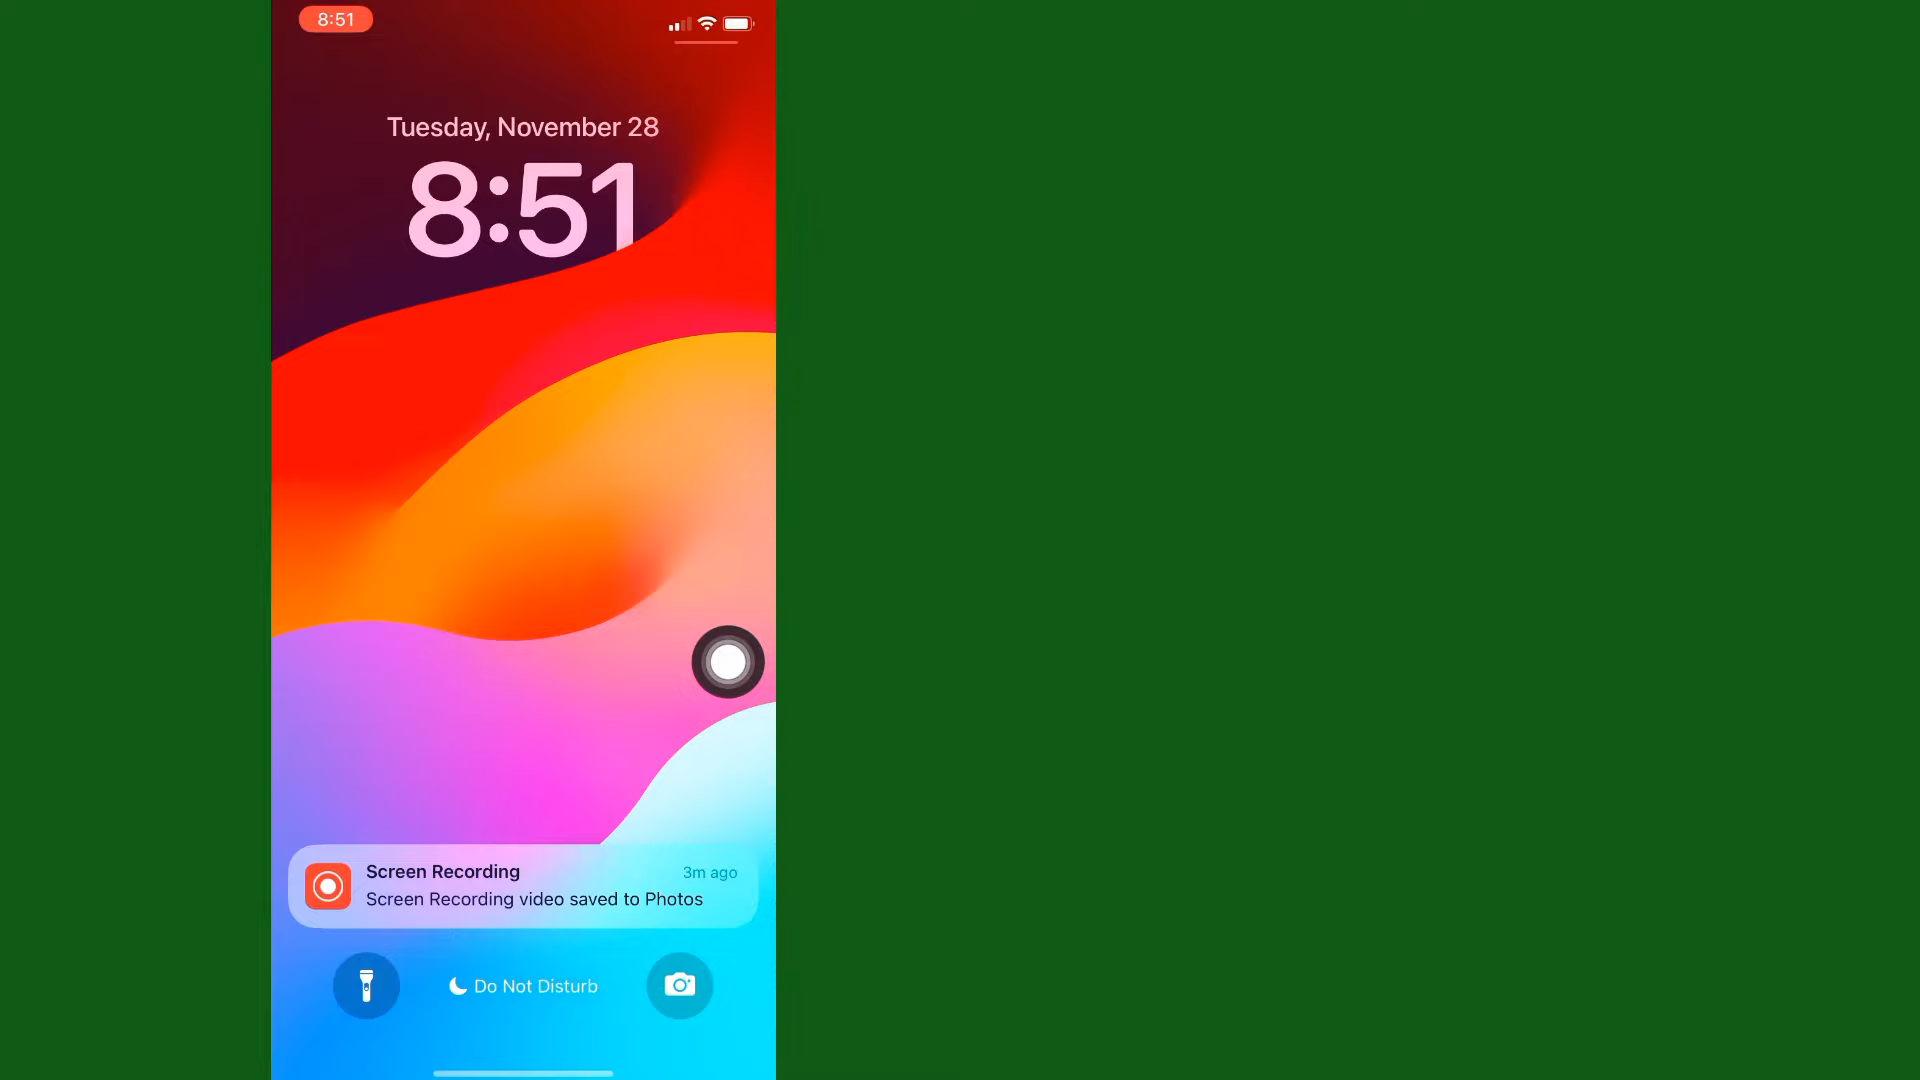 8:51
Tuesday, November 28
8:51
Screen Recording 3m ago
Screen Recording video saved to Photos
Do Not Disturb